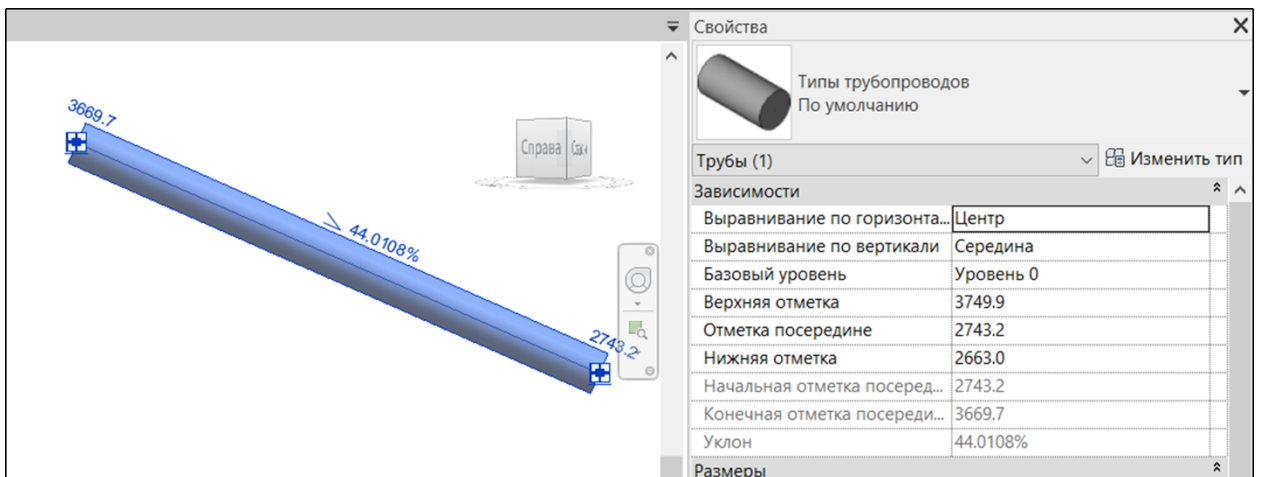 Свойства
Типы трубопроводов
По умолчанию
Трубы (1)
Изменить тип
Зависимости
Выравнивание по горизонта... Центр
Выравнивание по вертикали Середина
Базовый уровень Уровень 0
Верхняя отметка 3749.9
Отметка посередине 2743.2
Нижняя отметка 2663.0
Начальная отметка посеред... 2743.2
Конечная отметка посереди... 3669.7
Уклон 44.0108%
Размеры
3669.7
44.0108%
2743.2
Справа